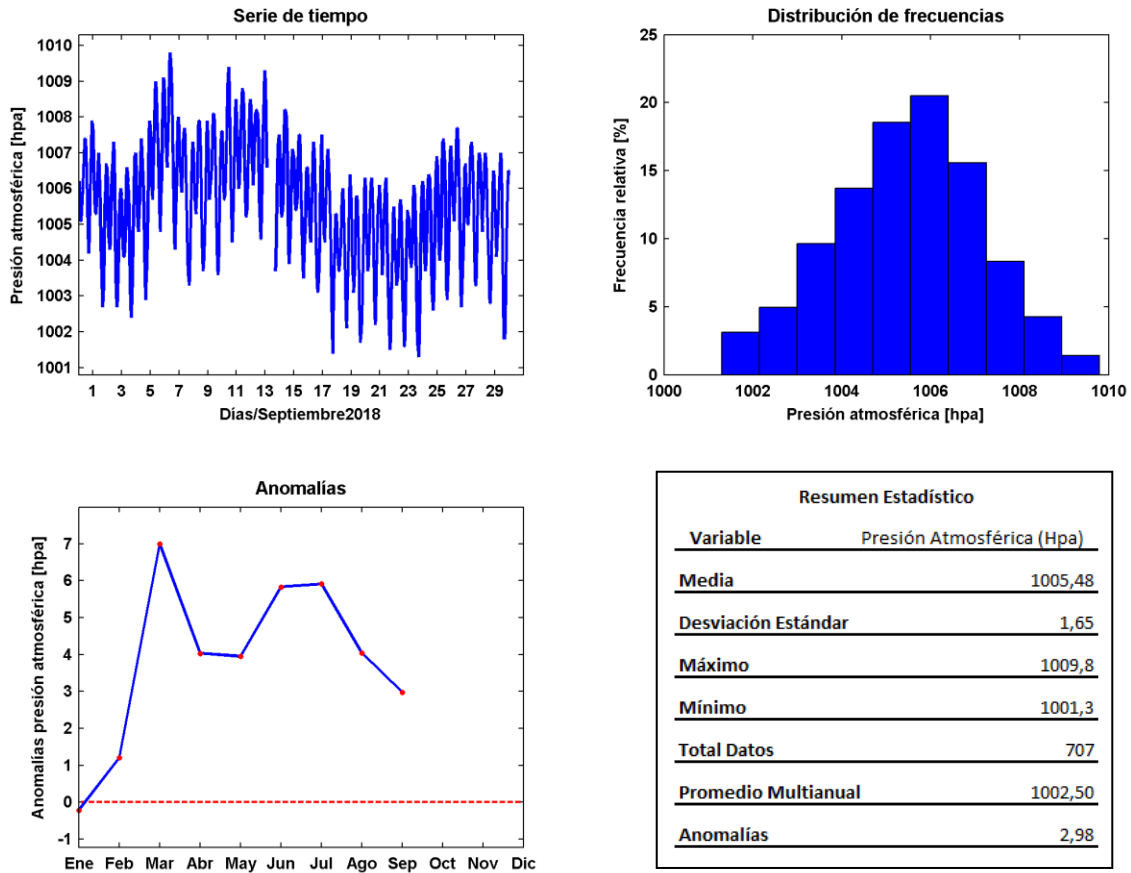 Serie de tiempo
Presión atmosférica [hpa]
1010
1009
1008
1007
1006
1005
1004
1003
1002
1001
1 3 5 7 9 11 13 15 17 19 21 23 25 27 29
Días/Septiembre2018
Distribución de frecuencias
Frecuencia relativa [%]
25
20
15
10
5
0
1000 1002 1004 1006 1008 1010
Presión atmosférica [hpa]
Anomalías
Anomalias presión atmosférica [hpa]
7
6
5
4
3
2
1
0
-1
Ene Feb Mar Abr May Jun Jul Ago Sep Oct Nov Dic
Resumen Estadístico
Variable Presión Atmosférica (Hpa)
Media 1005,48
Desviación Estándar 1,65
Máximo 1009,8
Mínimo 1001,3
Total Datos 707
Promedio Multianual 1002,50
Anomalías 2,98